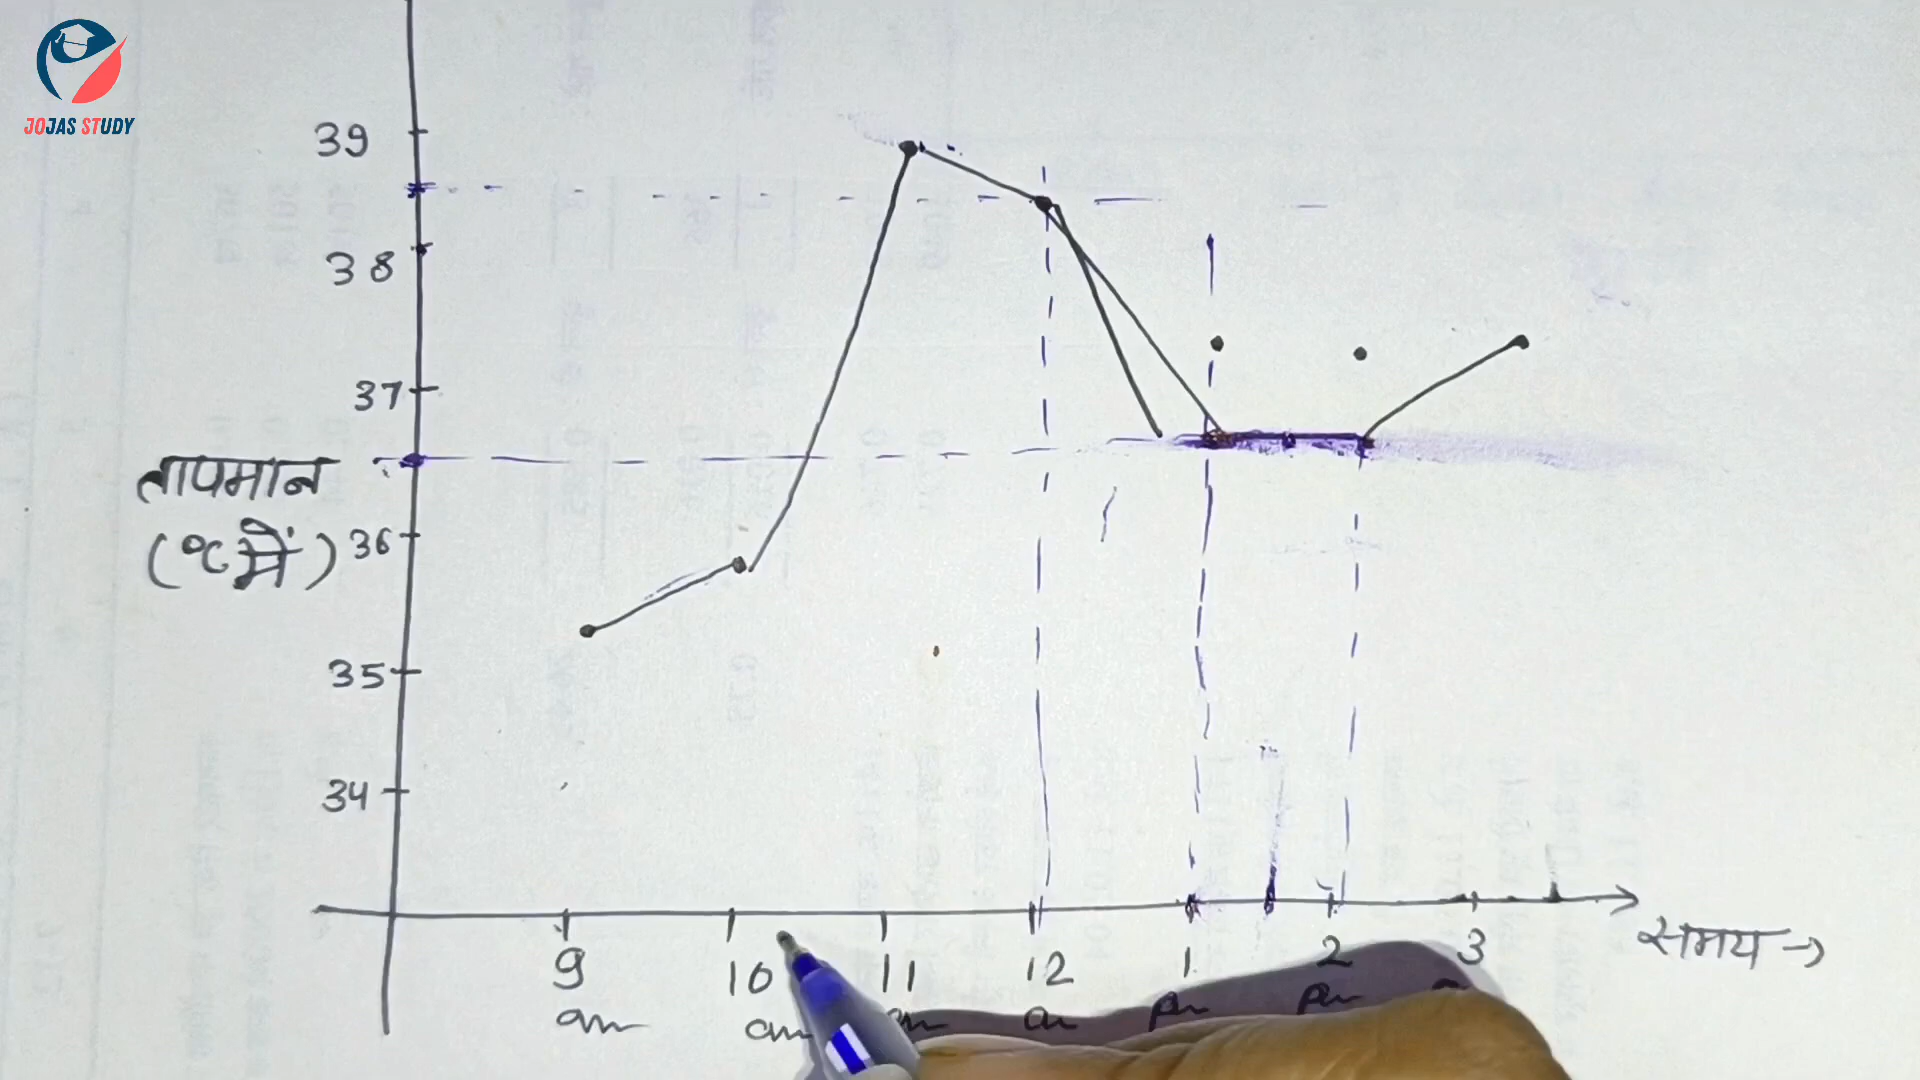 JOJAS STUDY
39
38
37
तापमान
(°c में) 36
35
34
9 10 11 12 1 2 3 समय →
am am am am pm pm